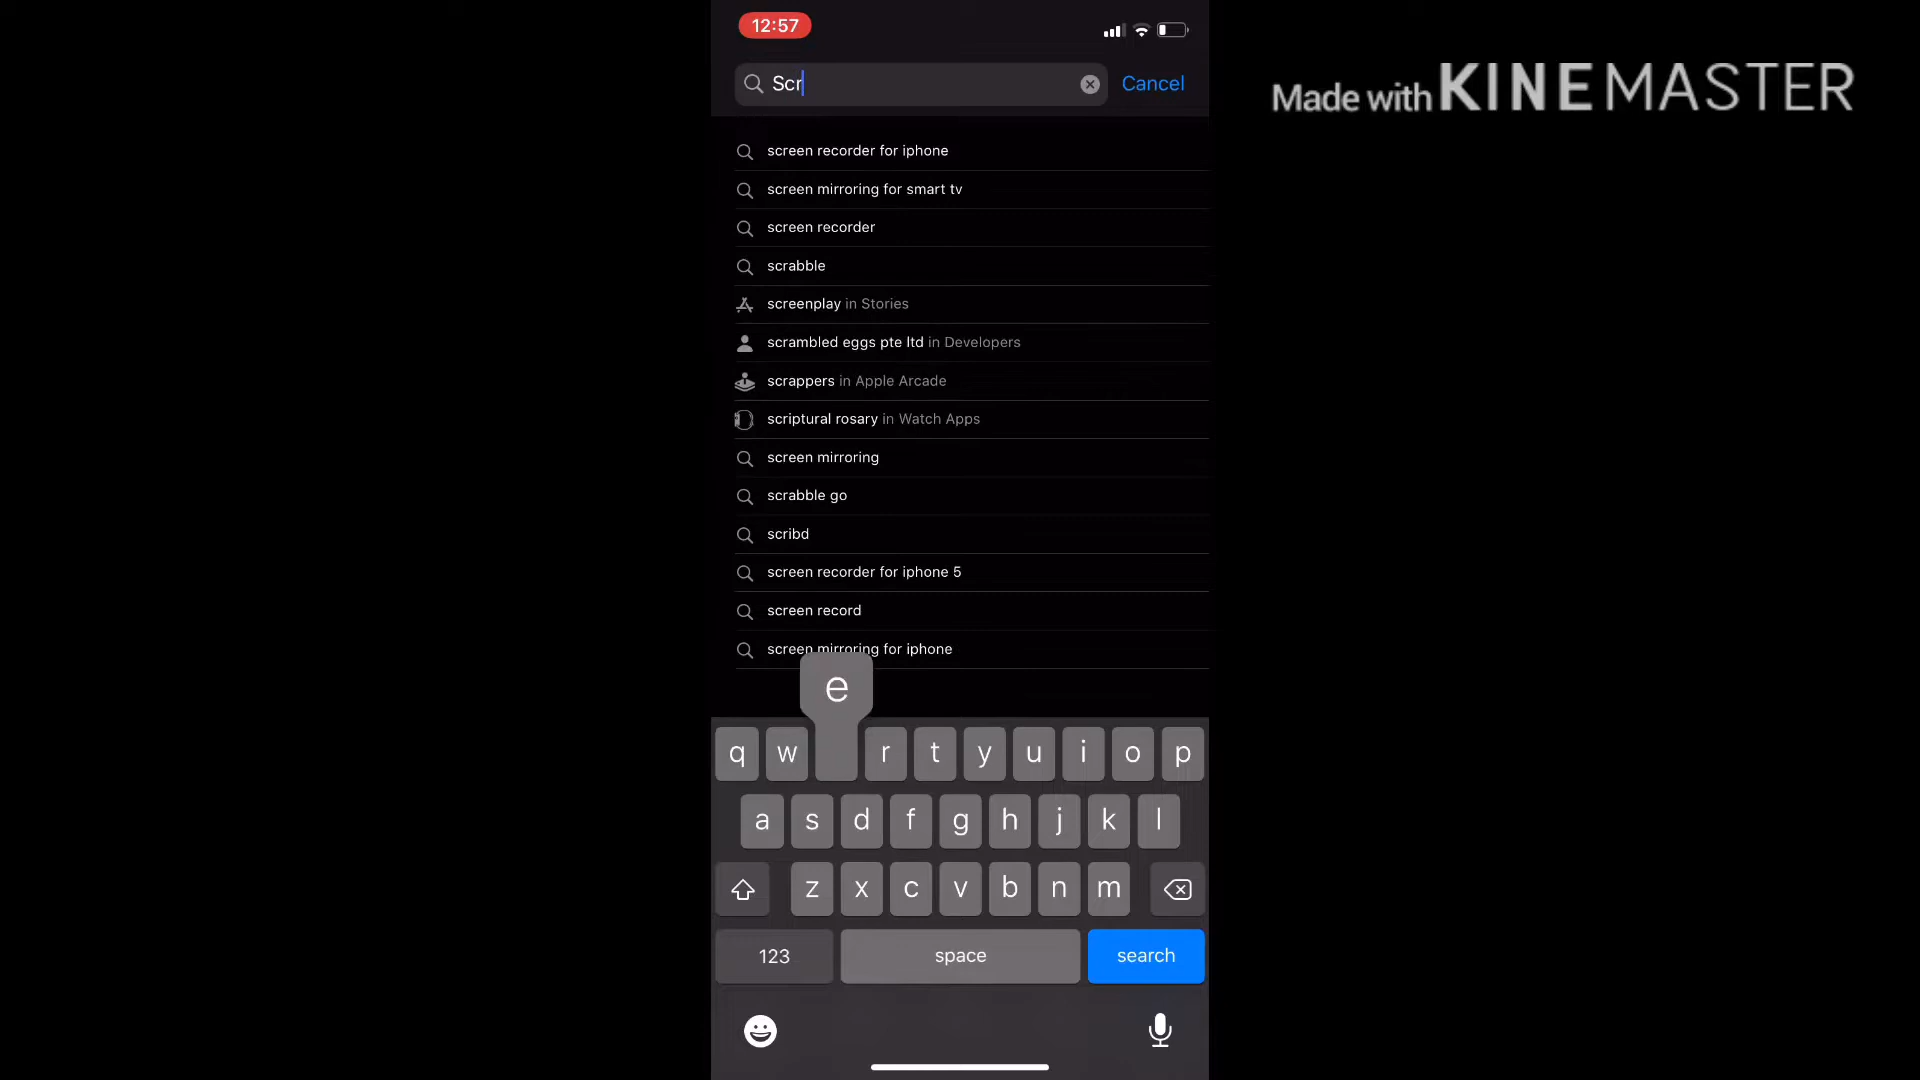 12:57
Scr
Cancel
Made with KINEMASTER
screen recorder for iphone
screen mirroring for smart tv
screen recorder
scrabble
screenplay in Stories
scrambled eggs pte ltd in Developers
scrappers in Apple Arcade
scriptural rosary in Watch Apps
screen mirroring
scrabble go
scribd
screen recorder for iphone 5
screen record
screen mirroring for iphone
e
q w r t y u i o p
a s d f g h j k l
z x c v b n m
123 space search